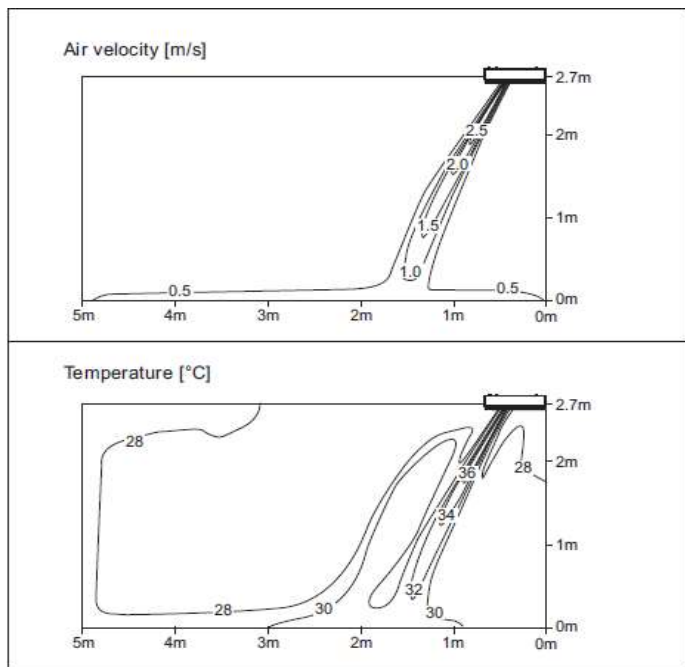 Air velocity [m/s]
2.7m
2.5
2m
2.0
1.5
1m
1.0
0.5
0.5
0m
5m 4m 3m 2m 1m 0m
Temperature [°C]
2.7m
28
36
28
2m
34
1m
32
28
30
30
0m
5m 4m 3m 2m 1m 0m